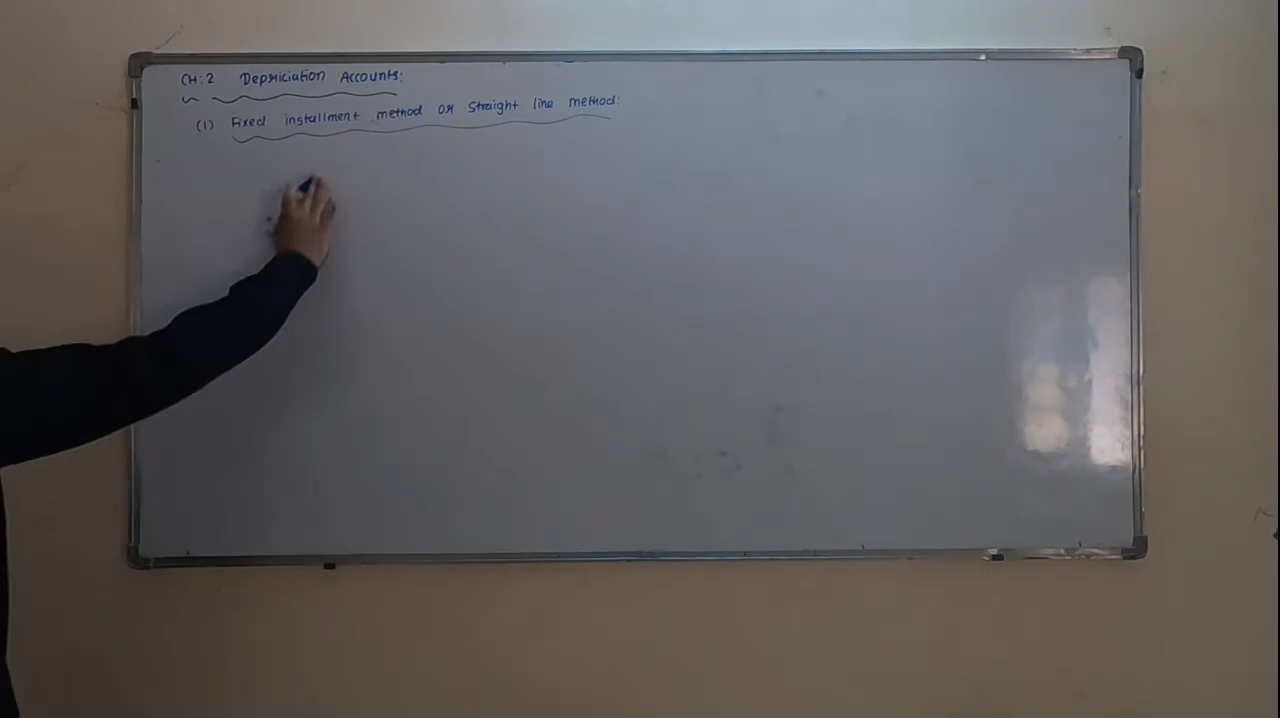 CH:2 Depriciation Accounts:
(1) Fixed installment method or Straight line method: